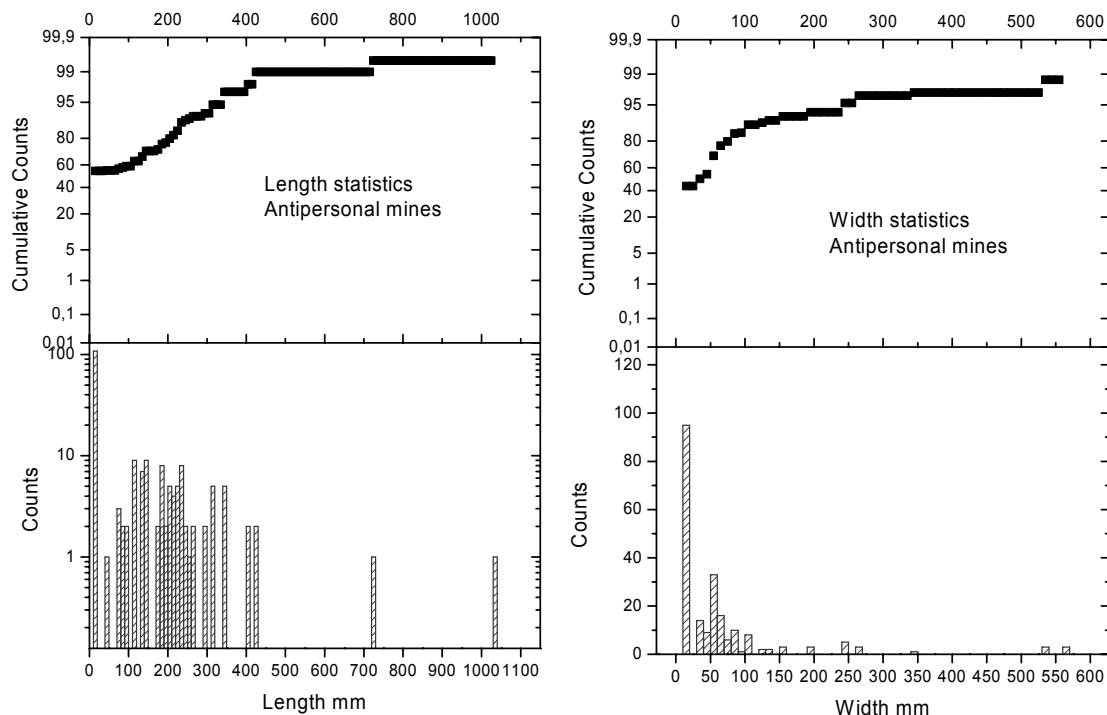 0 200 400 600 800 1000
99,9
99
95
80
60
40
20
5
1
0,1
0,01
Cumulative Counts
Length statistics
Antipersonal mines
100
10
1
Counts
0 100 200 300 400 500 600 700 800 900 1000 1100
Length mm
0 100 200 300 400 500 600
99,9
99
95
80
60
40
20
5
1
0,1
0,01
Cumulative Counts
Width statistics
Antipersonal mines
120
100
80
60
40
20
0
Counts
0 50 100 150 200 250 300 350 400 450 500 550 600
Width mm